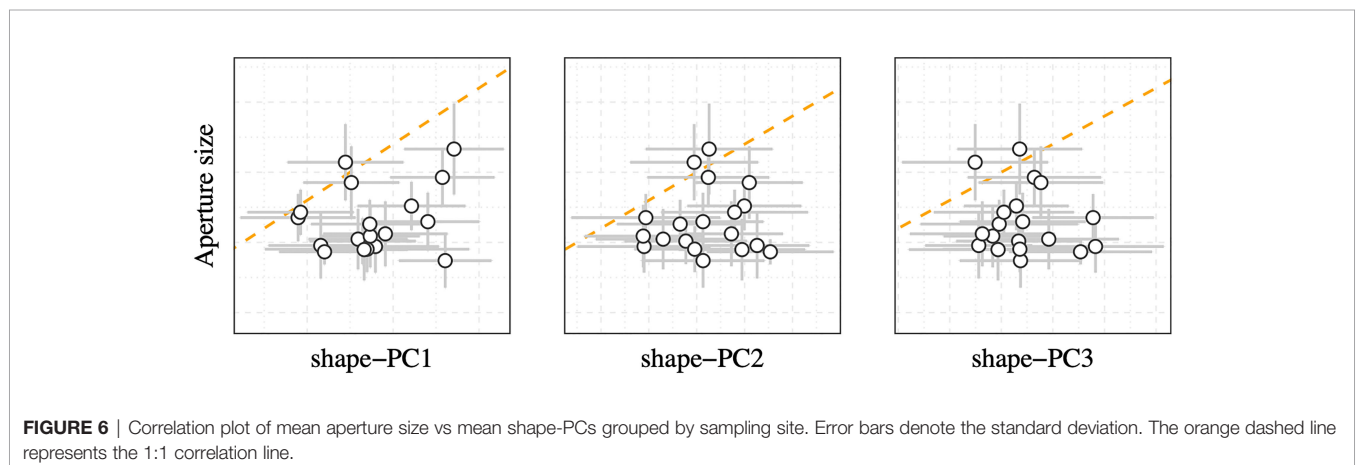 Aperture size
shape–PC1
shape–PC2
shape–PC3
FIGURE 6 | Correlation plot of mean aperture size vs mean shape-PCs grouped by sampling site. Error bars denote the standard deviation. The orange dashed line
represents the 1:1 correlation line.